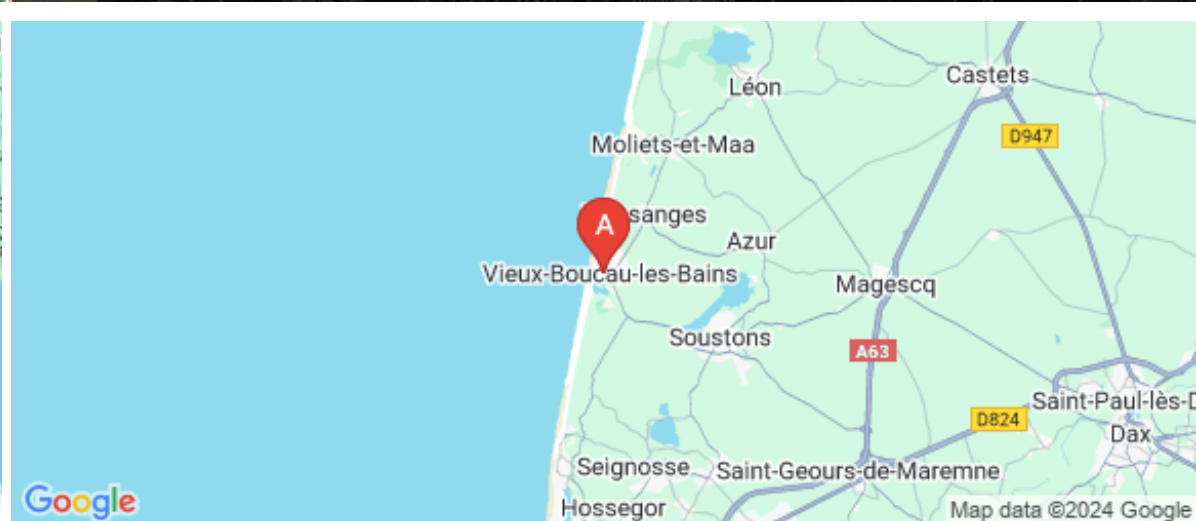 Castets
Léon
D947
Moliets-et-Maa
A
sanges
Azur
Vieux-Boucau-les-Bains
Magescq
Soustons
A63
Saint-Paul-lès-D
D824
Dax
Seignosse
Saint-Geours-de-Maremne
Google
Hossegor
Map data ©2024 Google